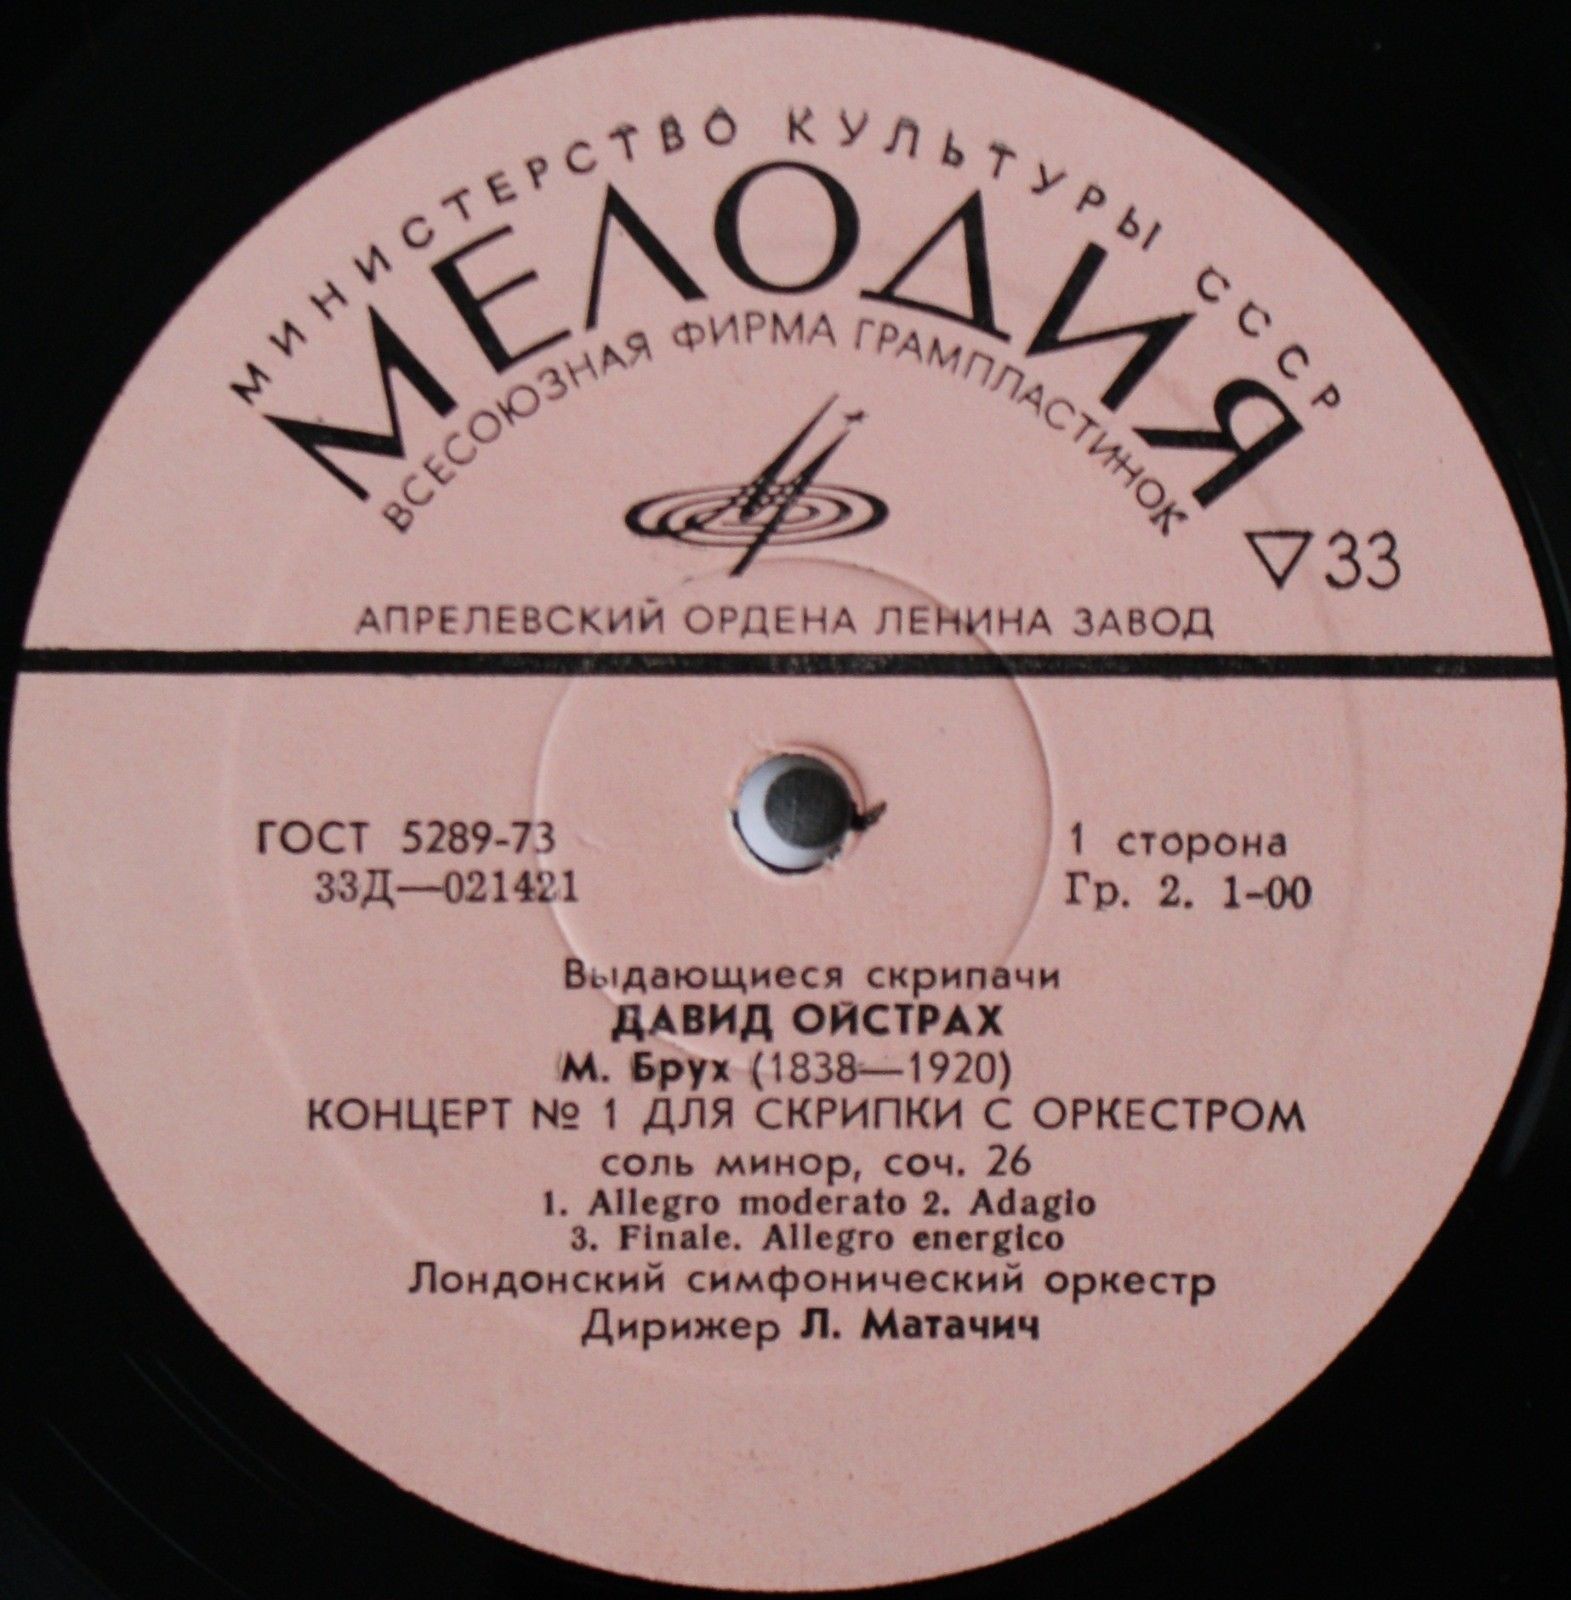 МИНИСТЕРСТВО КУЛЬТУРЫ СССР
МЕЛОДИЯ
ВСЕСОЮЗНАЯ ФИРМА ГРАМПЛАСТИНОК
▽33
АПРЕЛЕВСКИЙ ОРДЕНА ЛЕНИНА ЗАВОД
ГОСТ 5289-73
33Д—021421
1 сторона
Гр. 2. 1-00
Выдающиеся скрипачи
ДАВИД ОЙСТРАХ
М. Брух (1838—1920)
КОНЦЕРТ № 1 ДЛЯ СКРИПКИ С ОРКЕСТРОМ
соль минор, соч. 26
1. Allegro moderato 2. Adagio
3. Finale. Allegro energico
Лондонский симфонический оркестр
Дирижер Л. Матачич